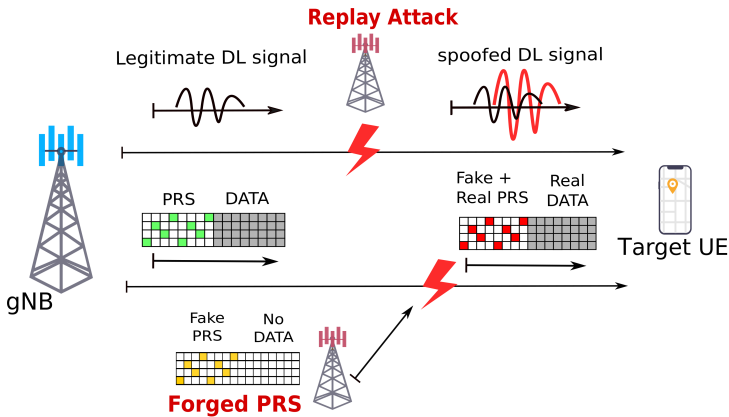 Replay Attack
Legitimate DL signal
spoofed DL signal
PRS
DATA
Fake +
Real PRS
Real
DATA
Target UE
gNB
Fake
PRS
No
DATA
Forged PRS